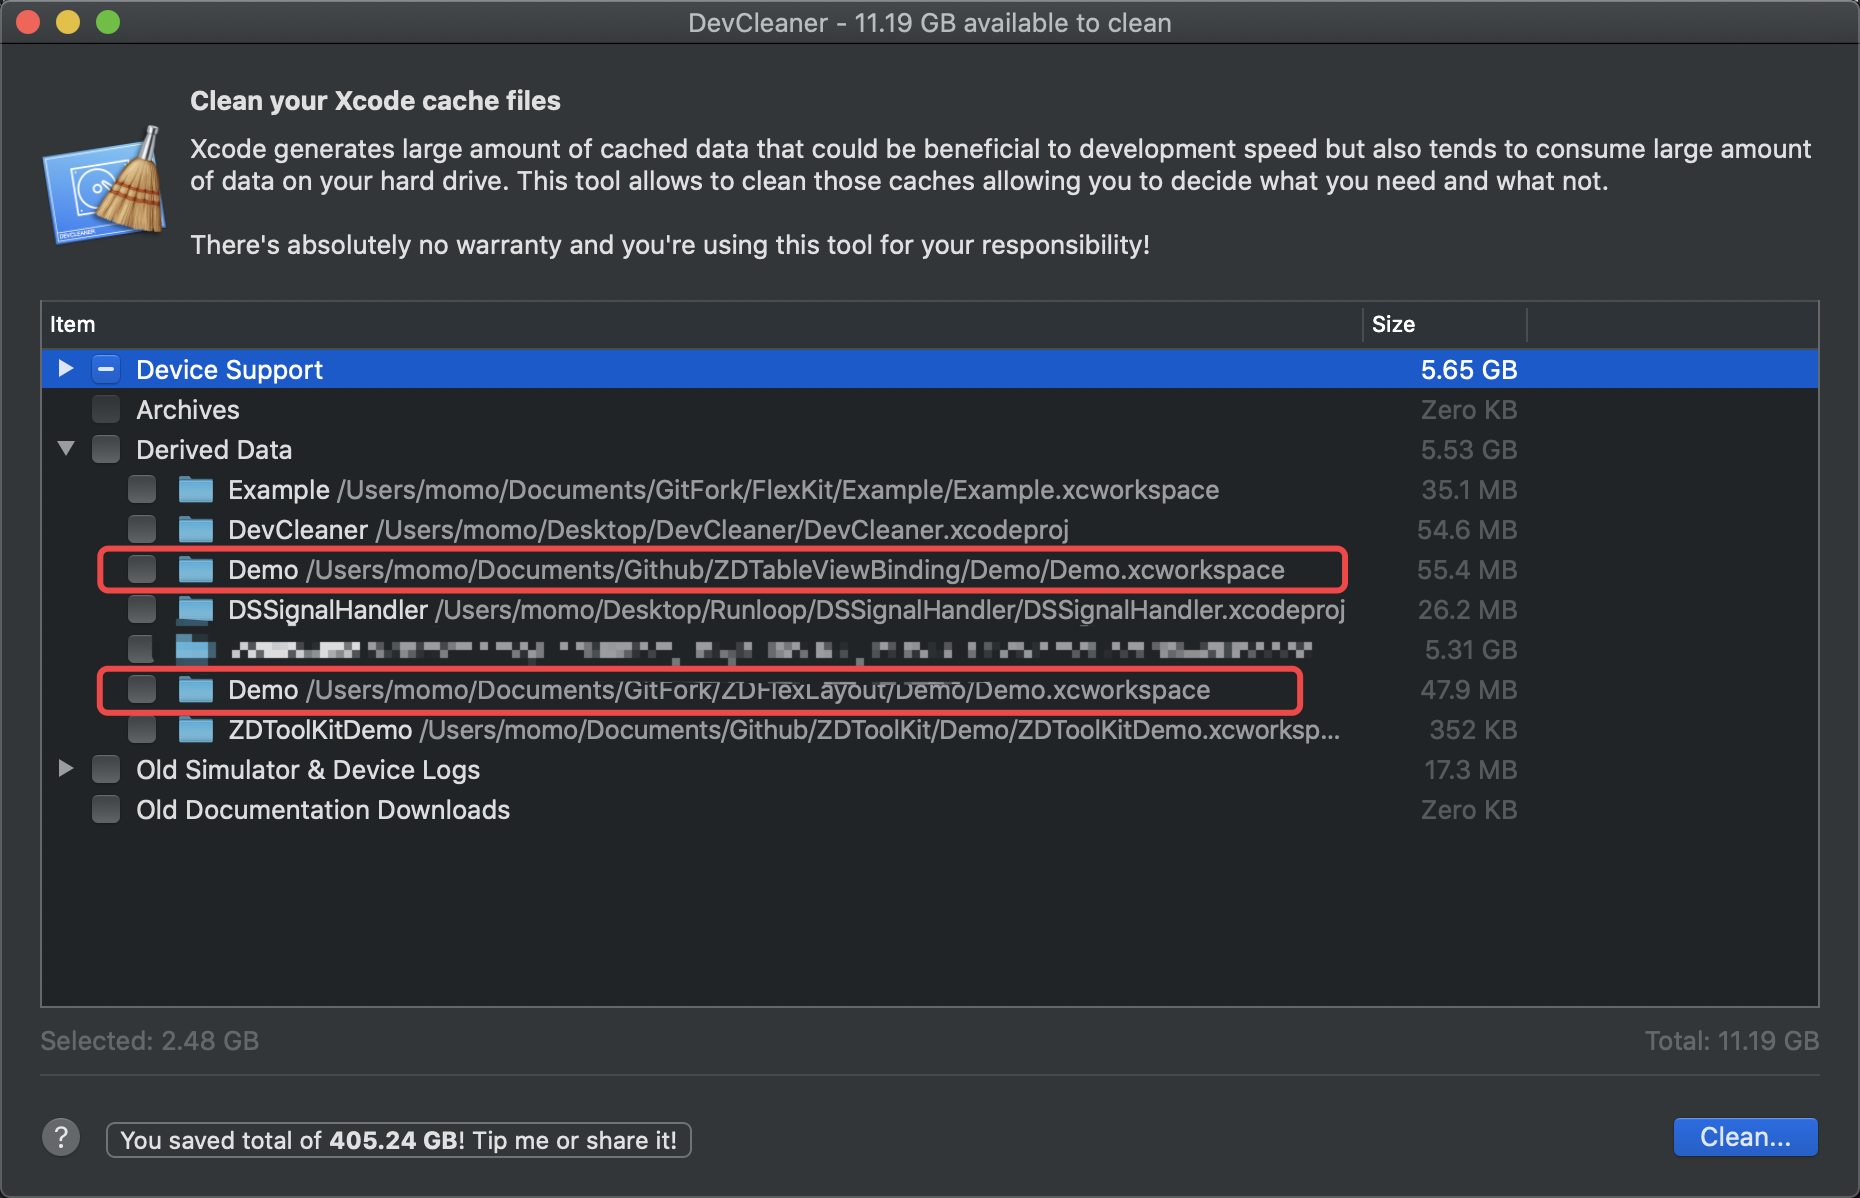 DevCleaner - 11.19 GB available to clean
Clean your Xcode cache files
Xcode generates large amount of cached data that could be beneficial to development speed but also tends to consume large amount
of data on your hard drive. This tool allows to clean those caches allowing you to decide what you need and what not.
There's absolutely no warranty and you're using this tool for your responsibility!
DEVCLEANER
Item Size
Device Support 5.65 GB
Archives Zero KB
Derived Data 5.53 GB
Example /Users/momo/Documents/GitFork/FlexKit/Example/Example.xcworkspace 35.1 MB
DevCleaner /Users/momo/Desktop/DevCleaner/DevCleaner.xcodeproj 54.6 MB
Demo /Users/momo/Documents/Github/ZDTableViewBinding/Demo/Demo.xcworkspace 55.4 MB
DSSignalHandler /Users/momo/Desktop/Runloop/DSSignalHandler/DSSignalHandler.xcodeproj 26.2 MB
5.31 GB
Demo /Users/momo/Documents/GitFork/ZDFlexLayout/Demo/Demo.xcworkspace 47.9 MB
ZDToolKitDemo /Users/momo/Documents/Github/ZDToolKit/Demo/ZDToolKitDemo.xcworksp... 352 KB
Old Simulator & Device Logs 17.3 MB
Old Documentation Downloads Zero KB
Selected: 2.48 GB Total: 11.19 GB
? You saved total of 405.24 GB! Tip me or share it! Clean...